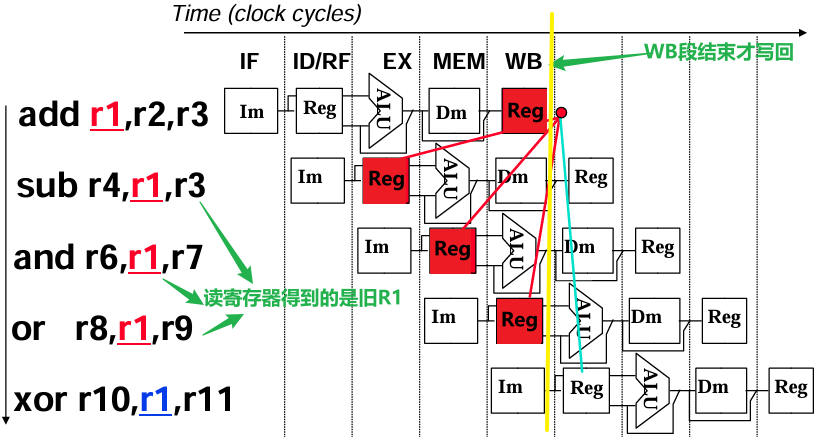 Time (clock cycles)
IF ID/RF EX MEM WB
WB段结束才写回
add r1,r2,r3
Im Reg ALU Dm Reg
sub r4,r1,r3
Im Reg ALU Dm Reg
and r6,r1,r7
Im Reg ALU Dm Reg
读寄存器得到的是旧R1
or r8,r1,r9
Im Reg ALU Dm Reg
xor r10,r1,r11
Im Reg ALU Dm Reg